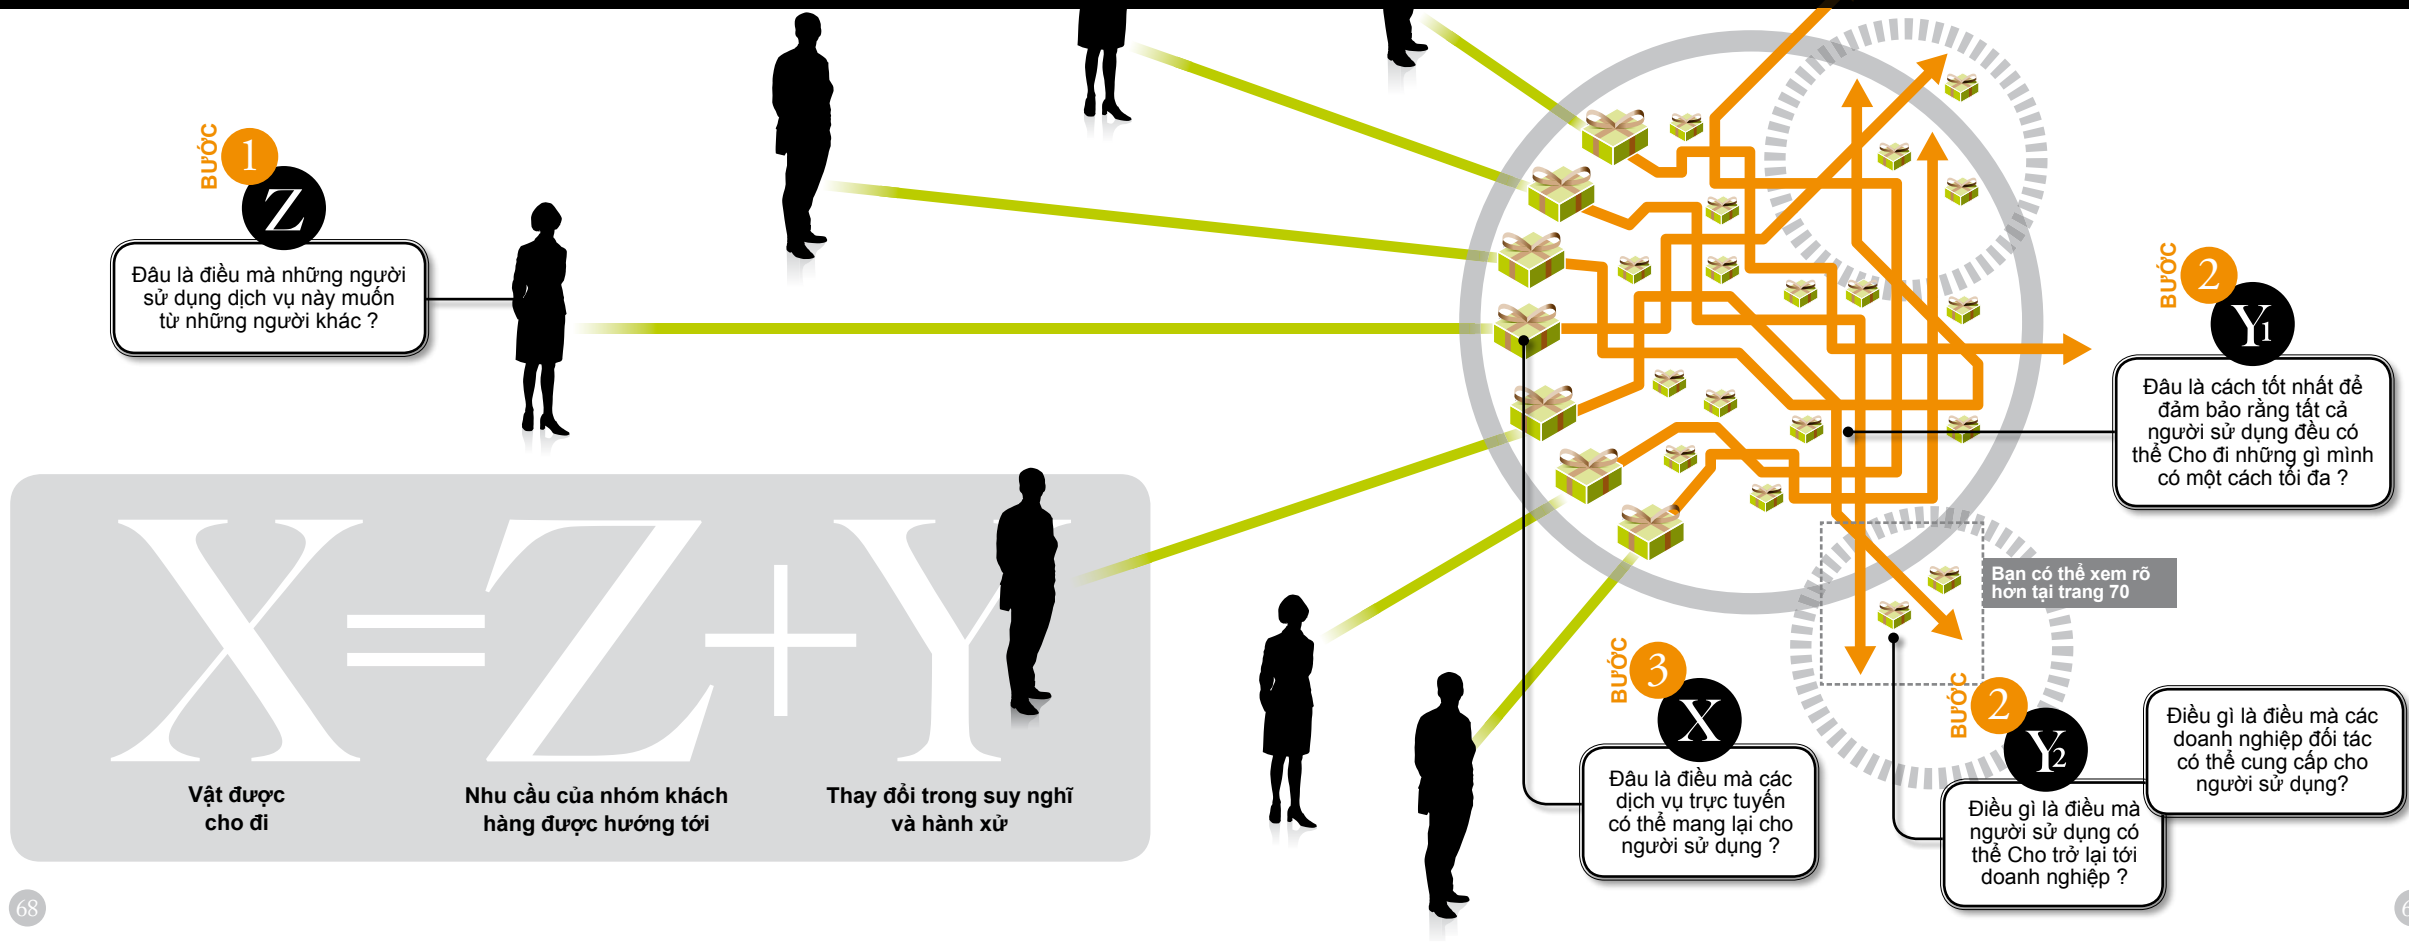 BƯỚC
1
Z
Đâu là điều mà những người
sử dụng dịch vụ này muốn
từ những người khác ?
BƯỚC
2
Y1
Đâu là cách tốt nhất để
đảm bảo rằng tất cả
người sử dụng đều có
thể Cho đi những gì mình
có một cách tối đa ?
Bạn có thể xem rõ
hơn tại trang 70
X=Z+Y
Vật được
cho đi
Nhu cầu của nhóm khách
hàng được hướng tới
Thay đổi trong suy nghĩ
và hành xử
BƯỚC
3
X
Đâu là điều mà các
dịch vụ trực tuyến
có thể mang lại cho
người sử dụng ?
BƯỚC
2
Y2
Điều gì là điều mà
người sử dụng có
thể Cho trở lại tới
doanh nghiệp ?
Điều gì là điều mà các
doanh nghiệp đối tác
có thể cung cấp cho
người sử dụng?
68